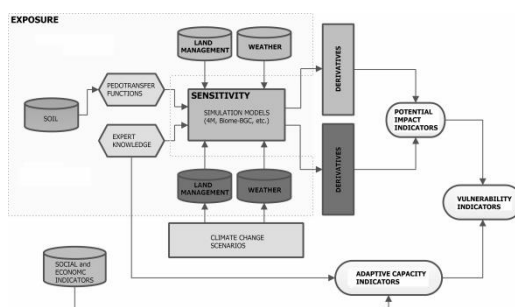 EXPOSURE
LAND
MANAGEMENT
WEATHER
PEDOTRANSFER
FUNCTIONS
SOIL
SENSITIVITY
SIMULATION MODELS
(4M, Biome-BGC, etc.)
EXPERT
KNOWLEDGE
DERIVATIVES
POTENTIAL
IMPACT
INDICATORS
LAND
MANAGEMENT
WEATHER
DERIVATIVES
CLIMATE CHANGE
SCENARIOS
VULNERABILITY
INDICATORS
SOCIAL and
ECONOMIC
INDICATORS
ADAPTIVE CAPACITY
INDICATORS